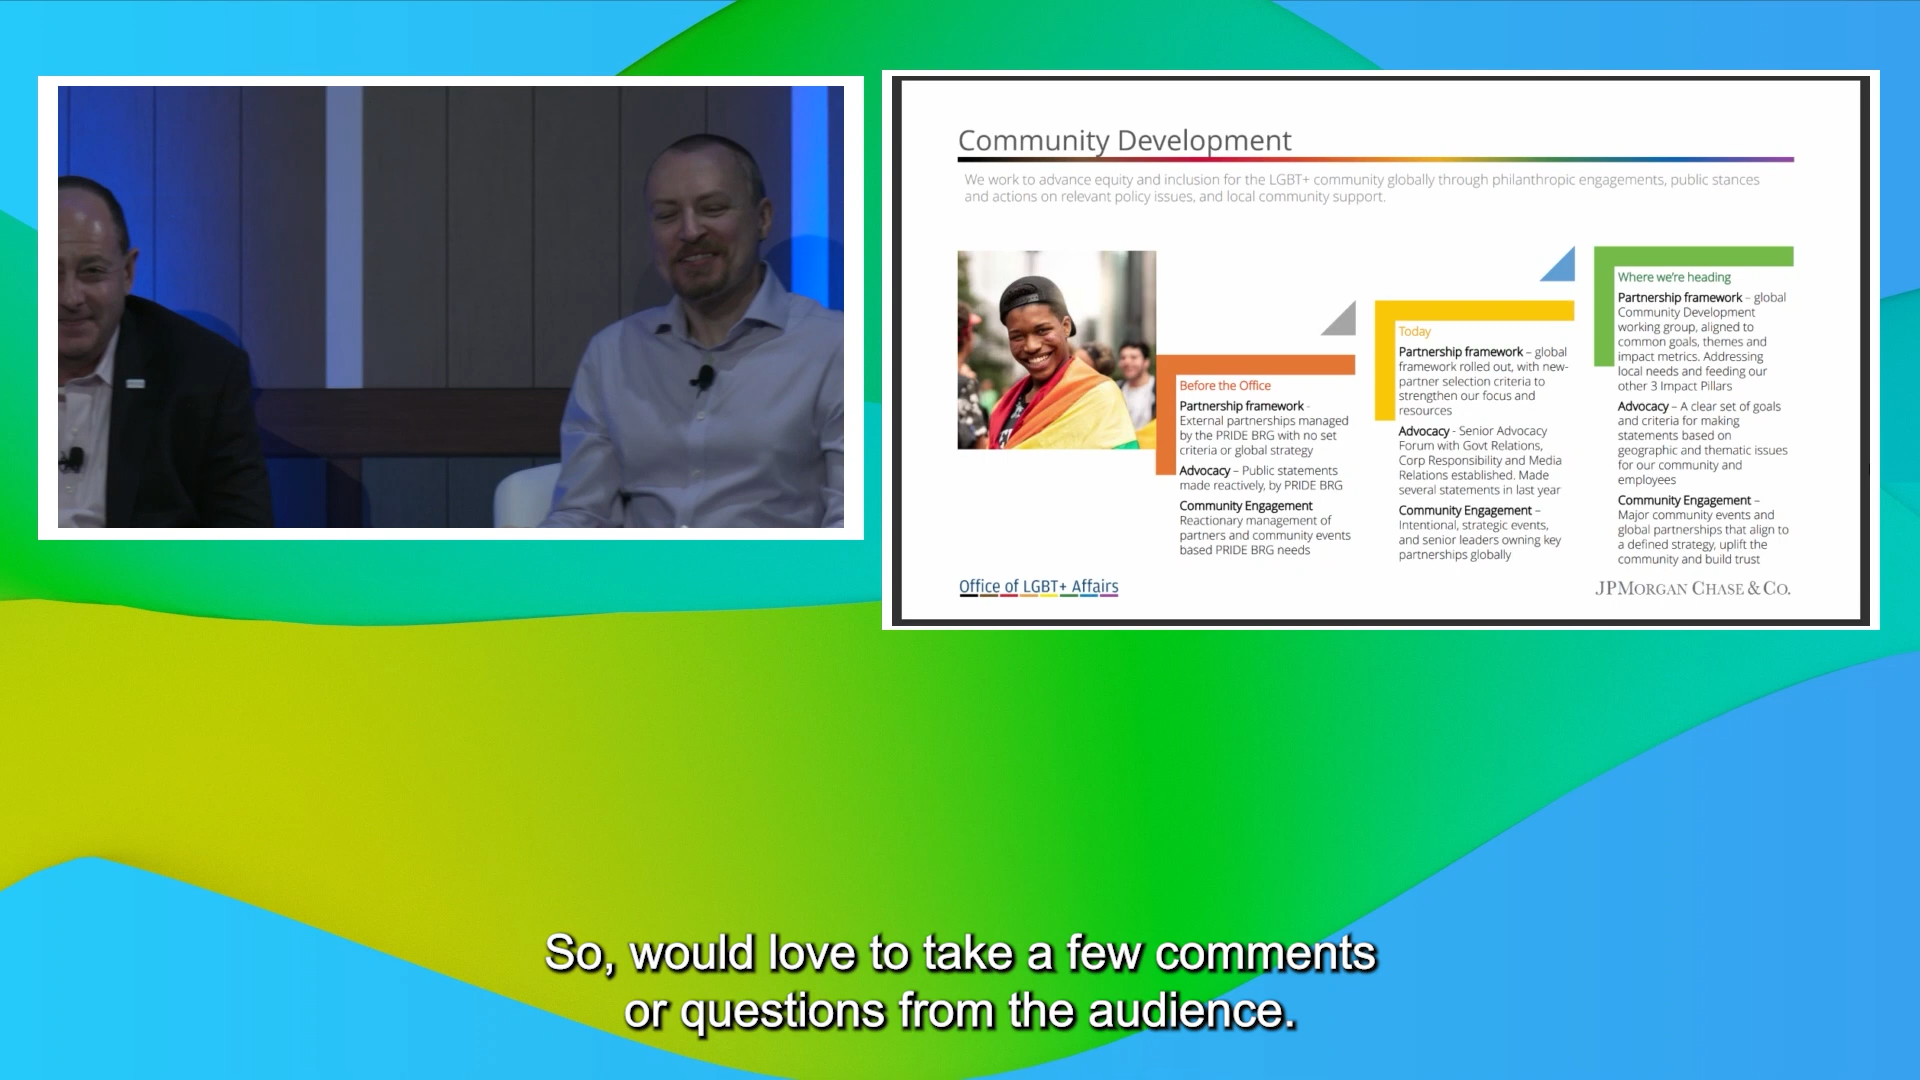 Community Development
We work to advance equity and inclusion for the LGBT+ community globally through philanthropic engagements, public stances
and actions on relevant policy issues, and local community support.
Before the Office
Partnership framework -
External partnerships managed
by the PRIDE BRG with no set
criteria or global strategy
Advocacy – Public statements
made reactively, by PRIDE BRG
Community Engagement
Reactionary management of
partners and community events
based PRIDE BRG needs
Today
Partnership framework – global
framework rolled out, with new-
partner selection criteria to
strengthen our focus and
resources
Advocacy - Senior Advocacy
Forum with Govt Relations,
Corp Responsibility and Media
Relations established. Made
several statements in last year
Community Engagement –
Intentional, strategic events,
and senior leaders owning key
partnerships globally
Where we're heading
Partnership framework – global
Community Development
working group, aligned to
common goals, themes and
impact metrics. Addressing
local needs and feeding our
other 3 Impact Pillars
Advocacy – A clear set of goals
and criteria for making
statements based on
geographic and thematic issues
for our community and
employees
Community Engagement –
Major community events and
global partnerships that align to
a defined strategy, uplift the
community and build trust
Office of LGBT+ Affairs
JPMORGAN CHASE & CO.
So, would love to take a few comments
or questions from the audience.